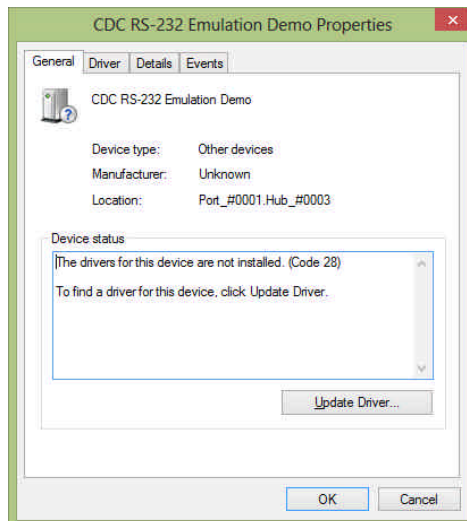 CDC RS-232 Emulation Demo Properties
General Driver Details Events
CDC RS-232 Emulation Demo
Device type: Other devices
Manufacturer: Unknown
Location: Port_#0001.Hub_#0003
Device status
The drivers for this device are not installed. (Code 28)
To find a driver for this device, click Update Driver.
Update Driver...
OK Cancel